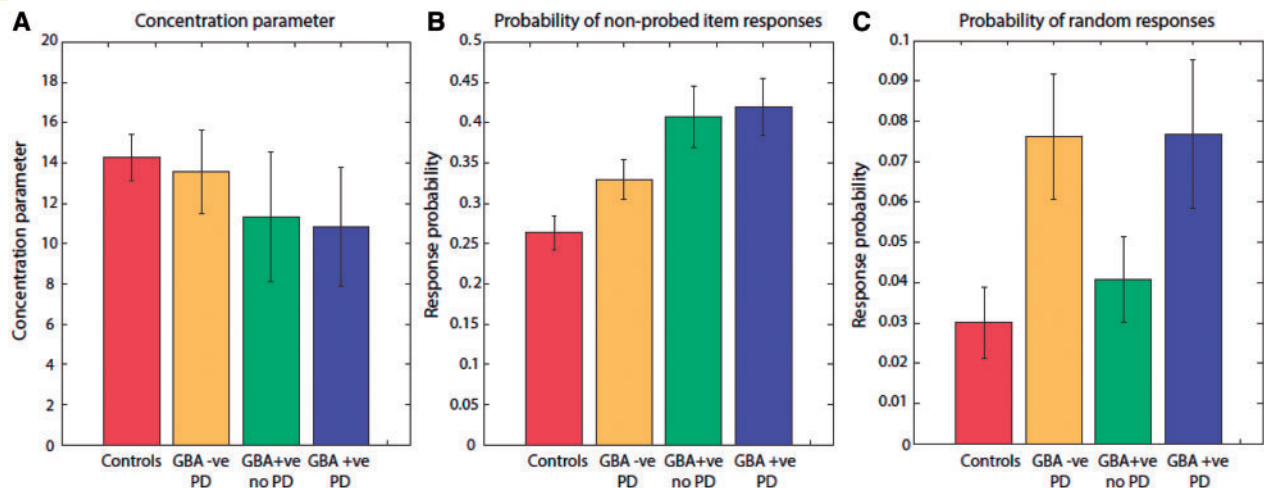 A
Concentration parameter
20
18
16
14
12
10
8
6
4
2
0
Concentration parameter
Controls
GBA -ve
PD
GBA+ve
no PD
GBA +ve
PD
B
Probability of non-probed item responses
0.5
0.45
0.4
0.35
0.3
0.25
0.2
0.15
0.1
0.05
0
Response probability
Controls
GBA -ve
PD
GBA+ve
no PD
GBA +ve
PD
C
Probability of random responses
0.1
0.09
0.08
0.07
0.06
0.05
0.04
0.03
0.02
0.01
0
Response probability
Controls
GBA -ve
PD
GBA+ve
no PD
GBA +ve
PD